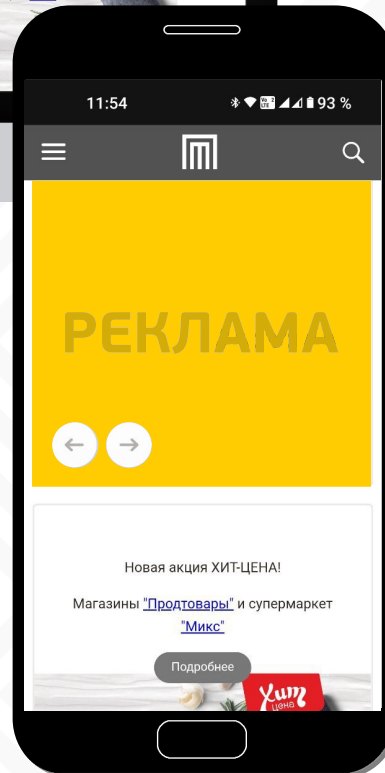 11:54
93 %
РЕКЛАМА
Новая акция ХИТ-ЦЕНА!
Магазины "Продтовары" и супермаркет
"Микс"
Подробнее
Хит
цена